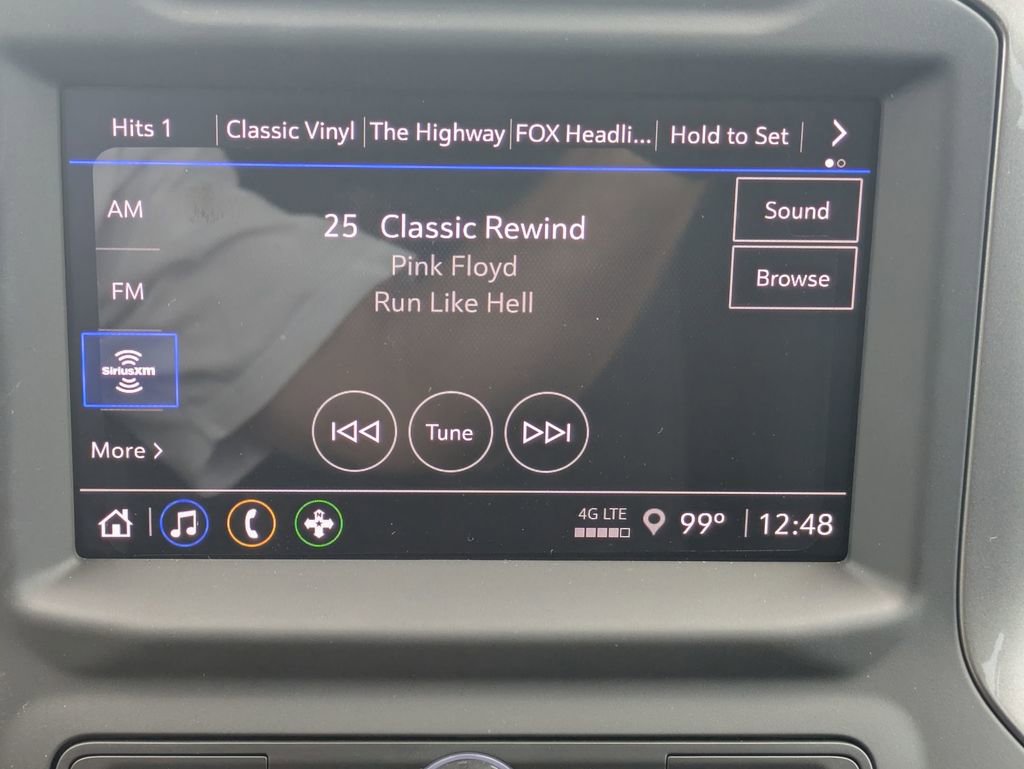 Hits 1 Classic Vinyl The Highway FOX Headli... Hold to Set >
AM
FM
SiriusXM
More >
25 Classic Rewind
Pink Floyd
Run Like Hell
Tune
Sound
Browse
N
4G LTE
99° 12:48